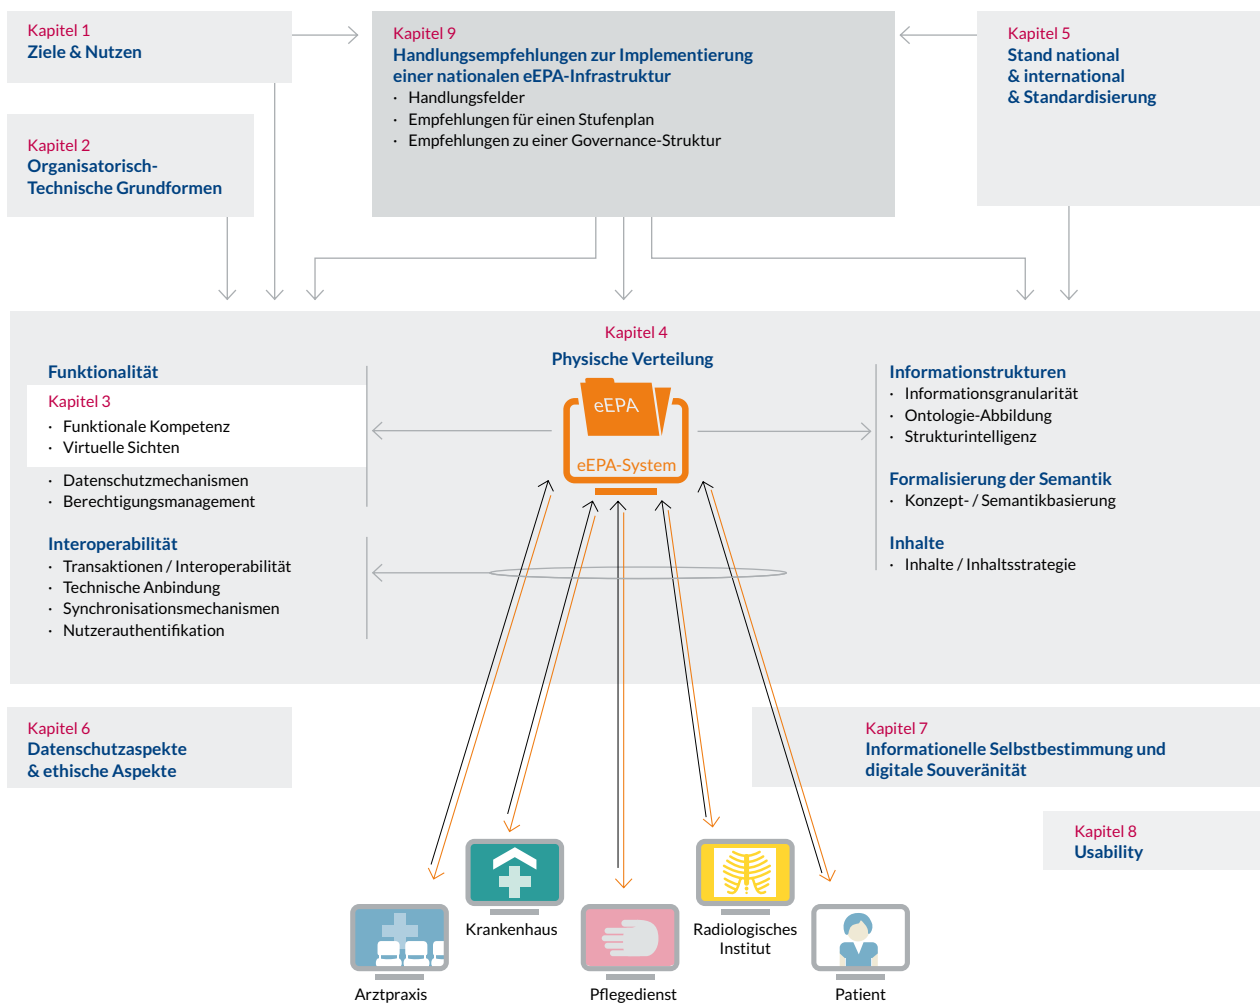 Kapitel 1
Ziele & Nutzen
Kapitel 2
Organisatorisch-
Technische Grundformen
Kapitel 9
Handlungsempfehlungen zur Implementierung
einer nationalen eEPA-Infrastruktur
· Handlungsfelder
· Empfehlungen für einen Stufenplan
· Empfehlungen zu einer Governance-Struktur
Kapitel 5
Stand national
& international
& Standardisierung
Kapitel 4
Physische Verteilung
eEPA
eEPA-System
Funktionalität
Kapitel 3
· Funktionale Kompetenz
· Virtuelle Sichten
· Datenschutzmechanismen
· Berechtigungsmanagement
Interoperabilität
· Transaktionen / Interoperabilität
· Technische Anbindung
· Synchronisationsmechanismen
· Nutzerauthentifikation
Informationstrukturen
· Informationsgranularität
· Ontologie-Abbildung
· Strukturintelligenz
Formalisierung der Semantik
· Konzept- / Semantikbasierung
Inhalte
· Inhalte / Inhaltsstrategie
Kapitel 6
Datenschutzaspekte
& ethische Aspekte
Kapitel 7
Informationelle Selbstbestimmung und
digitale Souveränität
Kapitel 8
Usability
Krankenhaus
Radiologisches
Institut
Arztpraxis
Pflegedienst
Patient